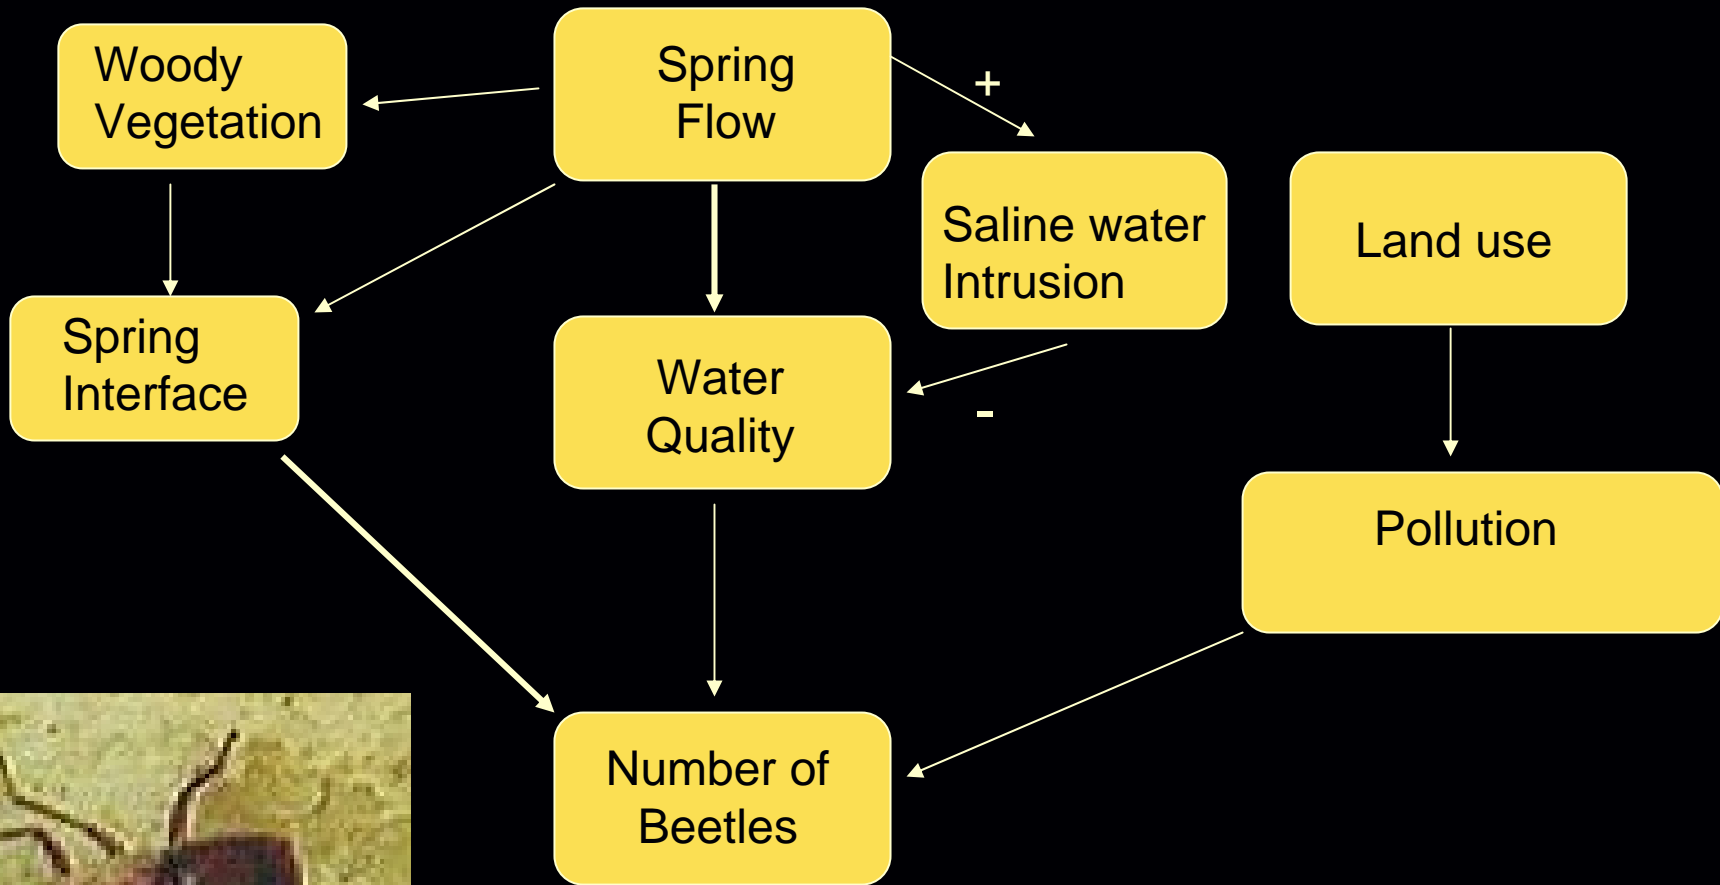 Woody
Vegetation
Spring
Flow
+
Saline water
Intrusion
Land use
Spring
Interface
Water
Quality
-
Pollution
Number of
Beetles